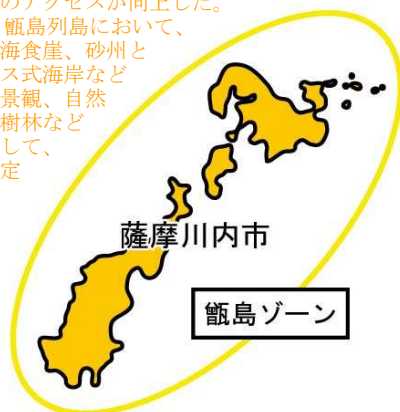 のアクセスが向上した。
甑島列島において、
海食崖、砂州と
ス式海岸など
景観、自然
樹林など
して、
定
薩摩川内市
甑島ゾーン